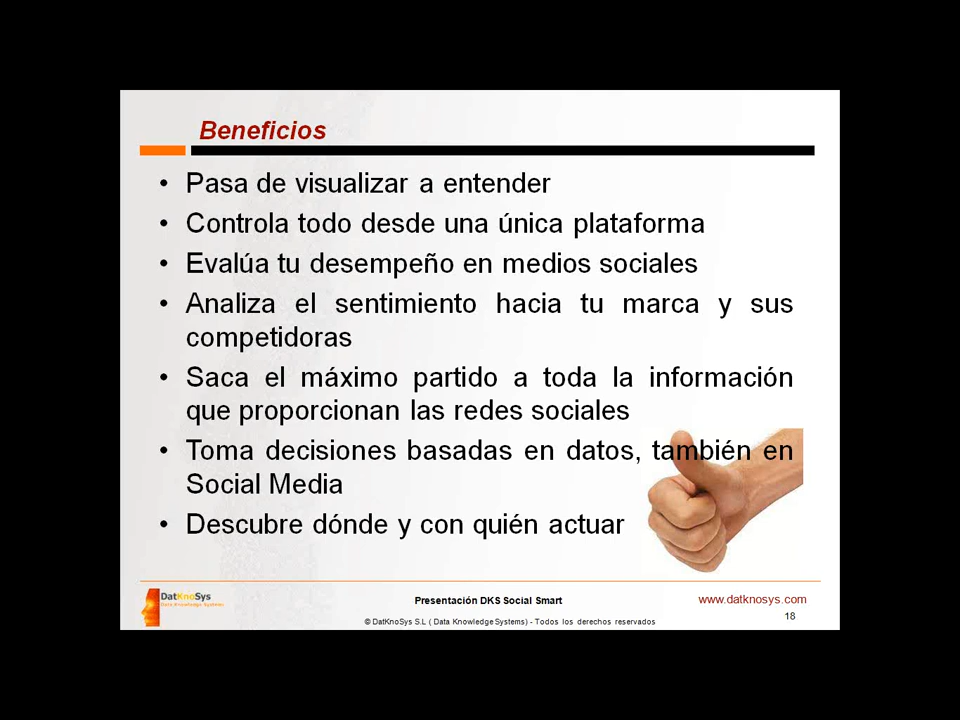 Beneficios
• Pasa de visualizar a entender
• Controla todo desde una única plataforma
• Evalúa tu desempeño en medios sociales
• Analiza el sentimiento hacia tu marca y sus
competidoras
• Saca el máximo partido a toda la información
que proporcionan las redes sociales
• Toma decisiones basadas en datos, también en
Social Media
• Descubre dónde y con quién actuar
DatKnoSys
Data Knowledge Systems
Presentación DKS Social Smart
www.datknosys.com
© DatKnoSys S.L ( Data Knowledge Systems) - Todos los derechos reservados
18